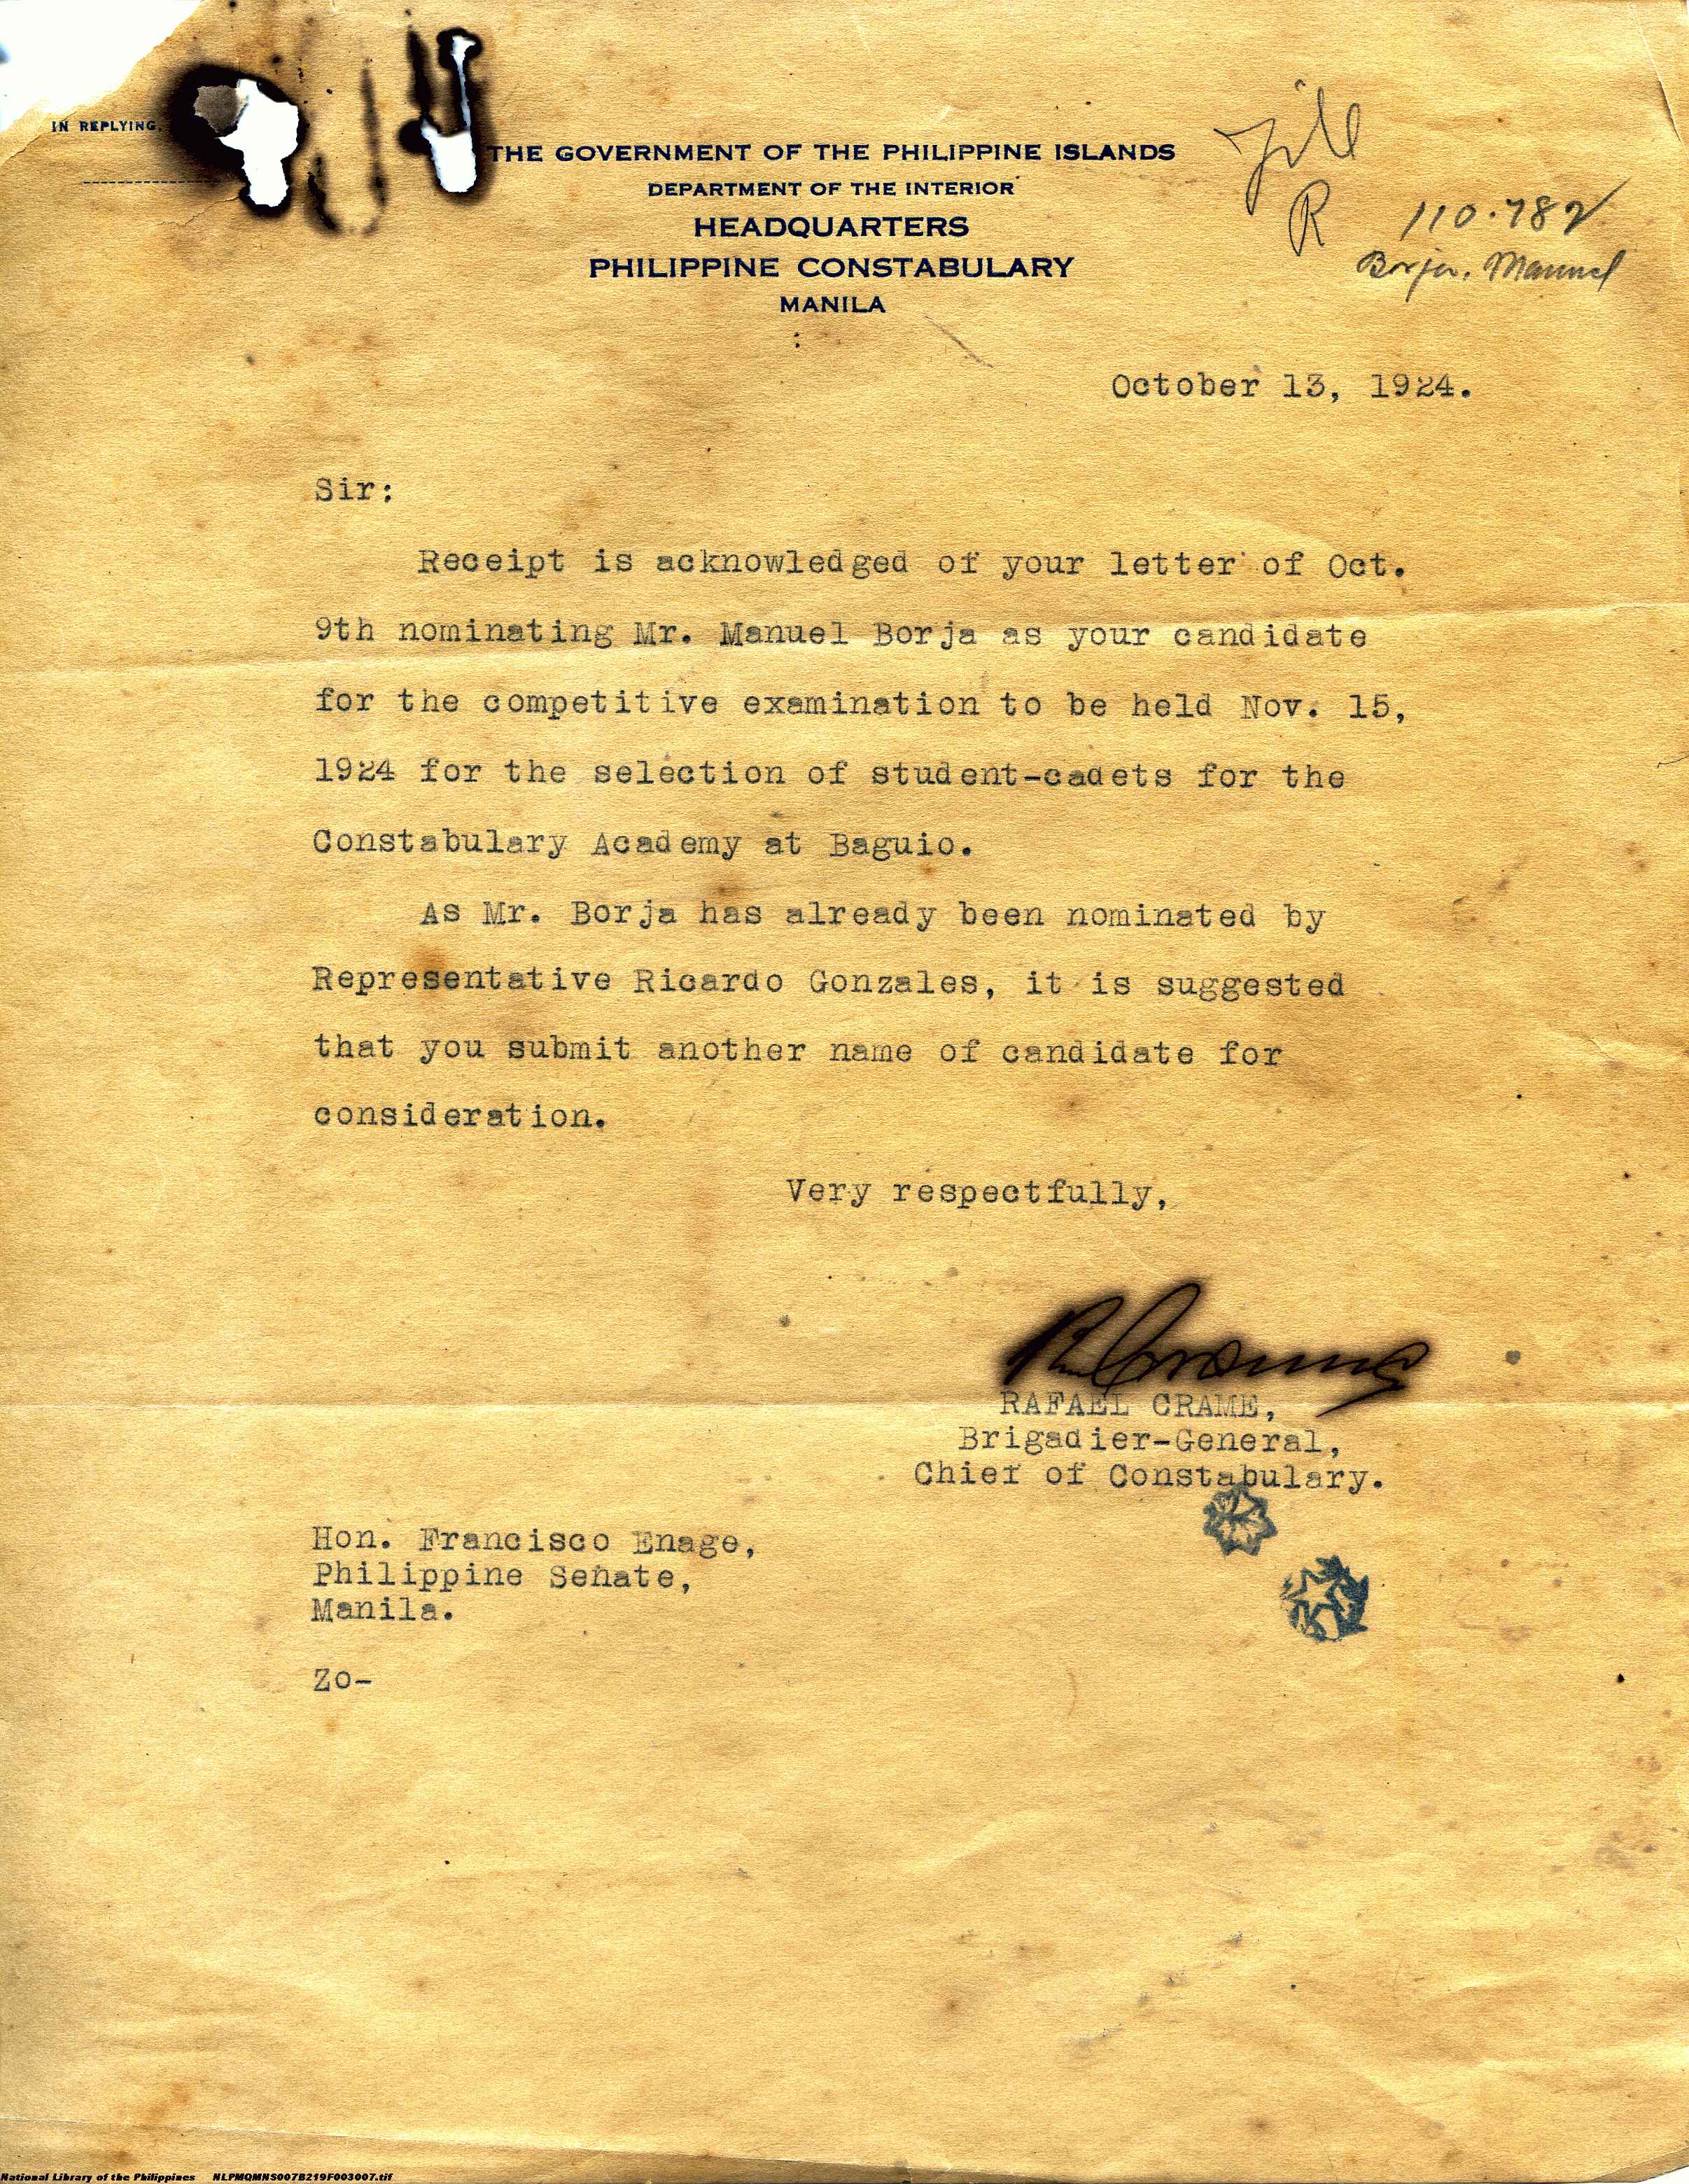 IN REPLYING
THE GOVERNMENT OF THE PHILIPPINE ISLANDS
DEPARTMENT OF THE INTERIOR
HEADQUARTERS
PHILIPPINE CONSTABULARY
MANILA
File
R
110.782
Borja, Manuel
October 13, 1924.
Sir:
Receipt is acknowledged of your letter of Oct.
9th nominating Mr. Manuel Borja as your candidate
for the competitive examination to be held Nov. 15,
1924 for the selection of student-cadets for the
Constabulary Academy at Baguio.
As Mr. Borja has already been nominated by
Representative Ricardo Gonzales, it is suggested
that you submit another name of candidate for
consideration.
Very respectfully,
RAFAEL CRAME,
Brigadier-General,
Chief of Constabulary.
Hon. Francisco Enage,
Philippine Senate,
Manila.
Zo-
National Library of the Philippines NLPMQMNS007B219F003007.tif